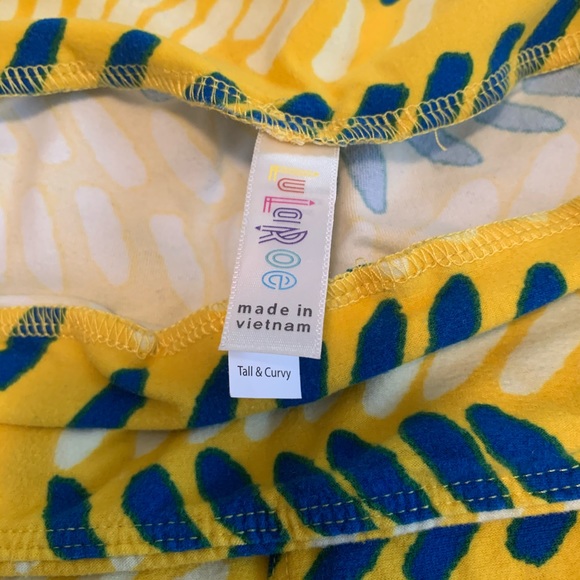 LuLaRoe
made in
vietnam
Tall & Curvy